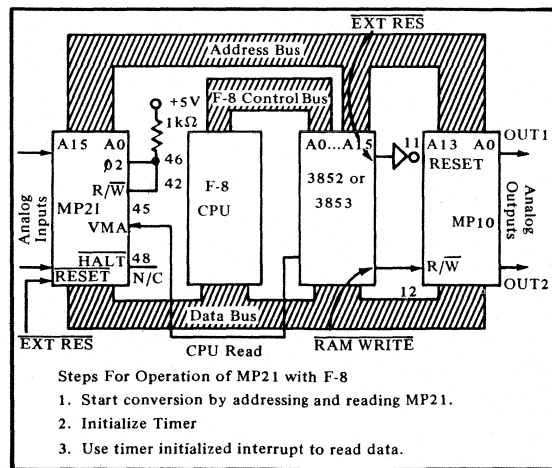 EXT RES
Address Bus
+5V
F-8 Control Bus
1kΩ
A15 A0
A0...A15
11
A13 A0
OUT1
φ2
46
RESET
R/W
42
F-8
CPU
3852 or
3853
MP21
45
MP10
VMA
Analog Inputs
Analog Outputs
HALT
48
R/W
RESET
N/C
12
OUT2
Data Bus
EXT RES
CPU Read
RAM WRITE
Steps For Operation of MP21 with F-8
1. Start conversion by addressing and reading MP21.
2. Initialize Timer
3. Use timer initialized interrupt to read data.